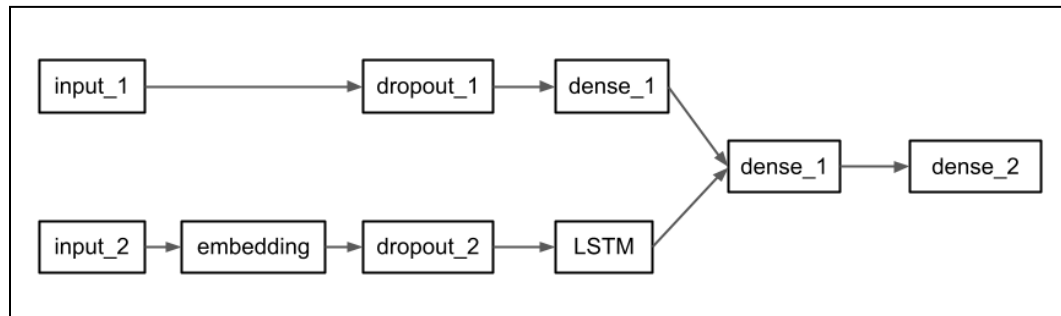 input_1
dropout_1
dense_1
dense_1
dense_2
input_2
embedding
dropout_2
LSTM